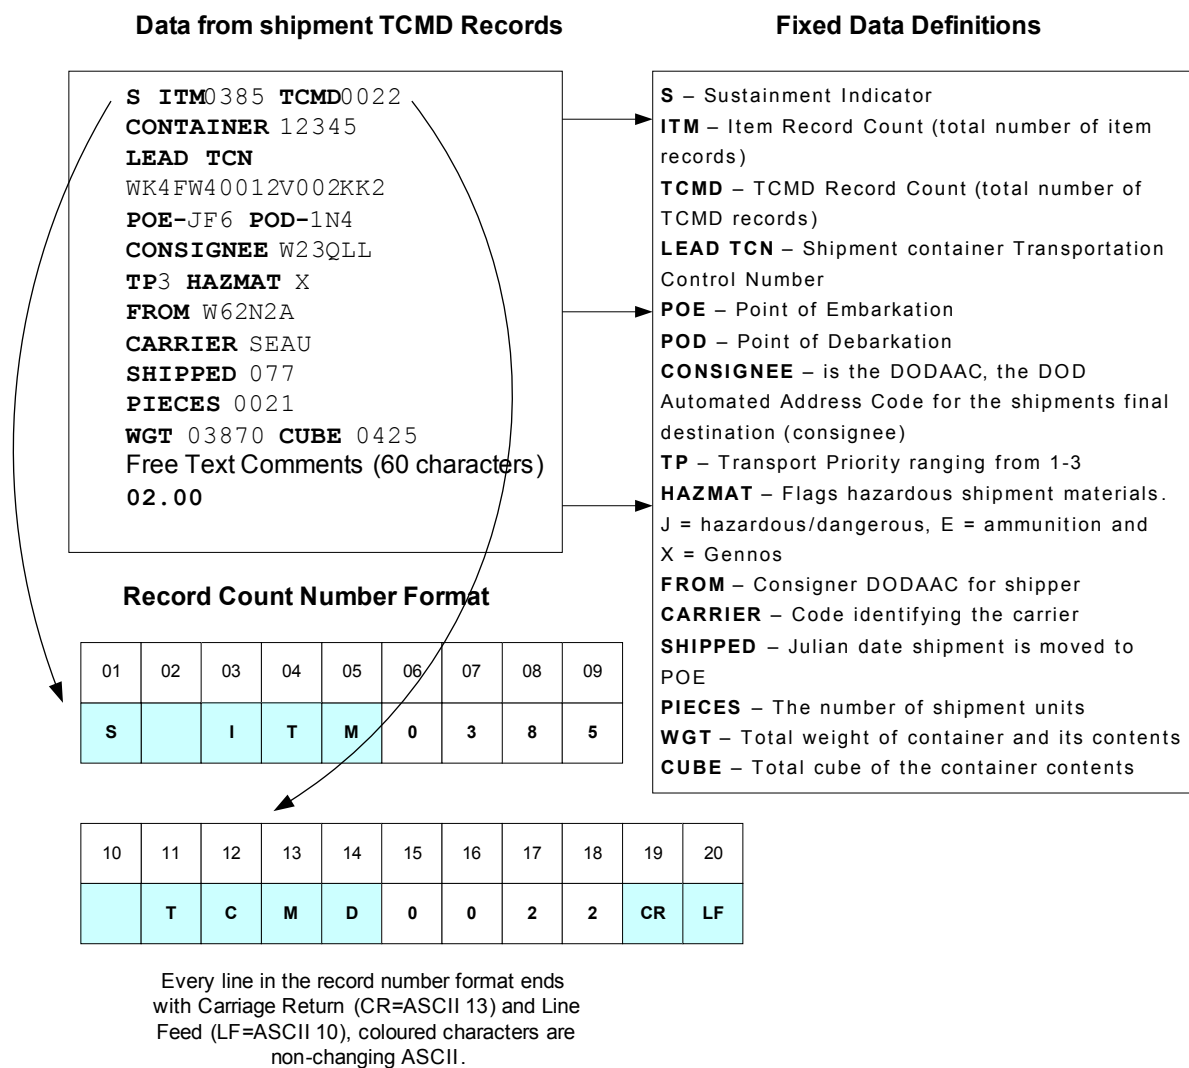 Data from shipment TCMD Records
S ITM0385 TCMD0022
CONTAINER 12345
LEAD TCN
WK4FW40012V002KK2
POE-JF6 POD-1N4
CONSIGNEE W23QLL
TP3 HAZMAT X
FROM W62N2A
CARRIER SEAU
SHIPPED 077
PIECES 0021
WGT 03870 CUBE 0425
Free Text Comments (60 characters)
02.00
Fixed Data Definitions
S – Sustainment Indicator
ITM – Item Record Count (total number of item
records)
TCMD – TCMD Record Count (total number of
TCMD records)
LEAD TCN – Shipment container Transportation
Control Number
POE – Point of Embarkation
POD – Point of Debarkation
CONSIGNEE – is the DODAAC, the DOD
Automated Address Code for the shipments final
destination (consignee)
TP – Transport Priority ranging from 1-3
HAZMAT – Flags hazardous shipment materials.
J = hazardous/dangerous, E = ammunition and
X = Gennos
FROM – Consigner DODAAC for shipper
CARRIER – Code identifying the carrier
SHIPPED – Julian date shipment is moved to
POE
PIECES – The number of shipment units
WGT – Total weight of container and its contents
CUBE – Total cube of the container contents
Record Count Number Format
01 02 03 04 05 06 07 08 09
S I T M 0 3 8 5
10 11 12 13 14 15 16 17 18 19 20
T C M D 0 0 2 2 CR LF
Every line in the record number format ends
with Carriage Return (CR=ASCII 13) and Line
Feed (LF=ASCII 10), coloured characters are
non-changing ASCII.